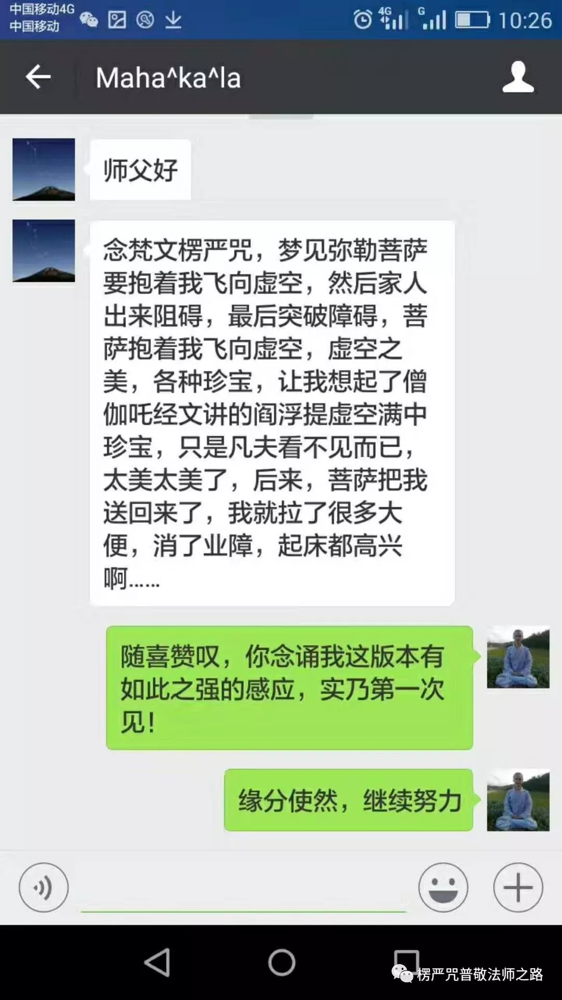 中国移动4G
中国移动
4G
G
10:26
Maha^ka^la
师父好
念梵文楞严咒，梦见弥勒菩萨
要抱着我飞向虚空，然后家人
出来阻碍，最后突破障碍，菩
萨抱着我飞向虚空，虚空之
美，各种珍宝，让我想起了僧
伽吒经文讲的阎浮提虚空满中
珍宝，只是凡夫看不见而已，
太美太美了，后来，菩萨把我
送回来了，我就拉了很多大
便，消了业障，起床都高兴
啊……
随喜赞叹，你念诵我这版本有
如此之强的感应，实乃第一次
见！
缘分使然，继续努力
楞严咒普敬法师之路